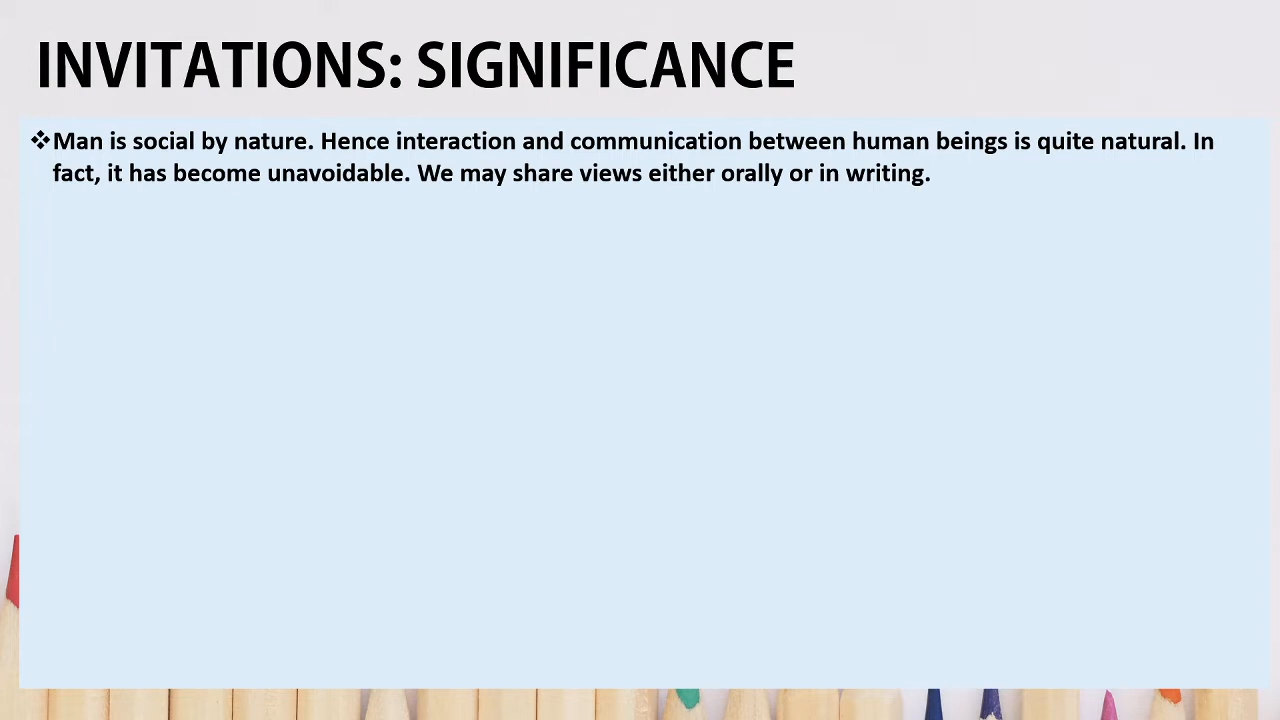 INVITATIONS: SIGNIFICANCE
❖Man is social by nature. Hence interaction and communication between human beings is quite natural. In
fact, it has become unavoidable. We may share views either orally or in writing.